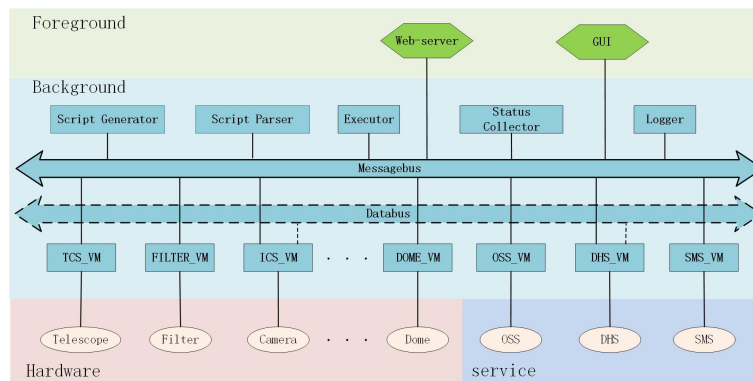 Foreground
Web-server
GUI
Background
Script Generator
Script Parser
Executor
Status
Collector
Logger
Messagebus
Databus
TCS_VM
FILTER_VM
ICS_VM
. . .
DOME_VM
OSS_VM
DHS_VM
SMS_VM
Telescope
Filter
Camera
. . .
Dome
OSS
DHS
SMS
Hardware
service